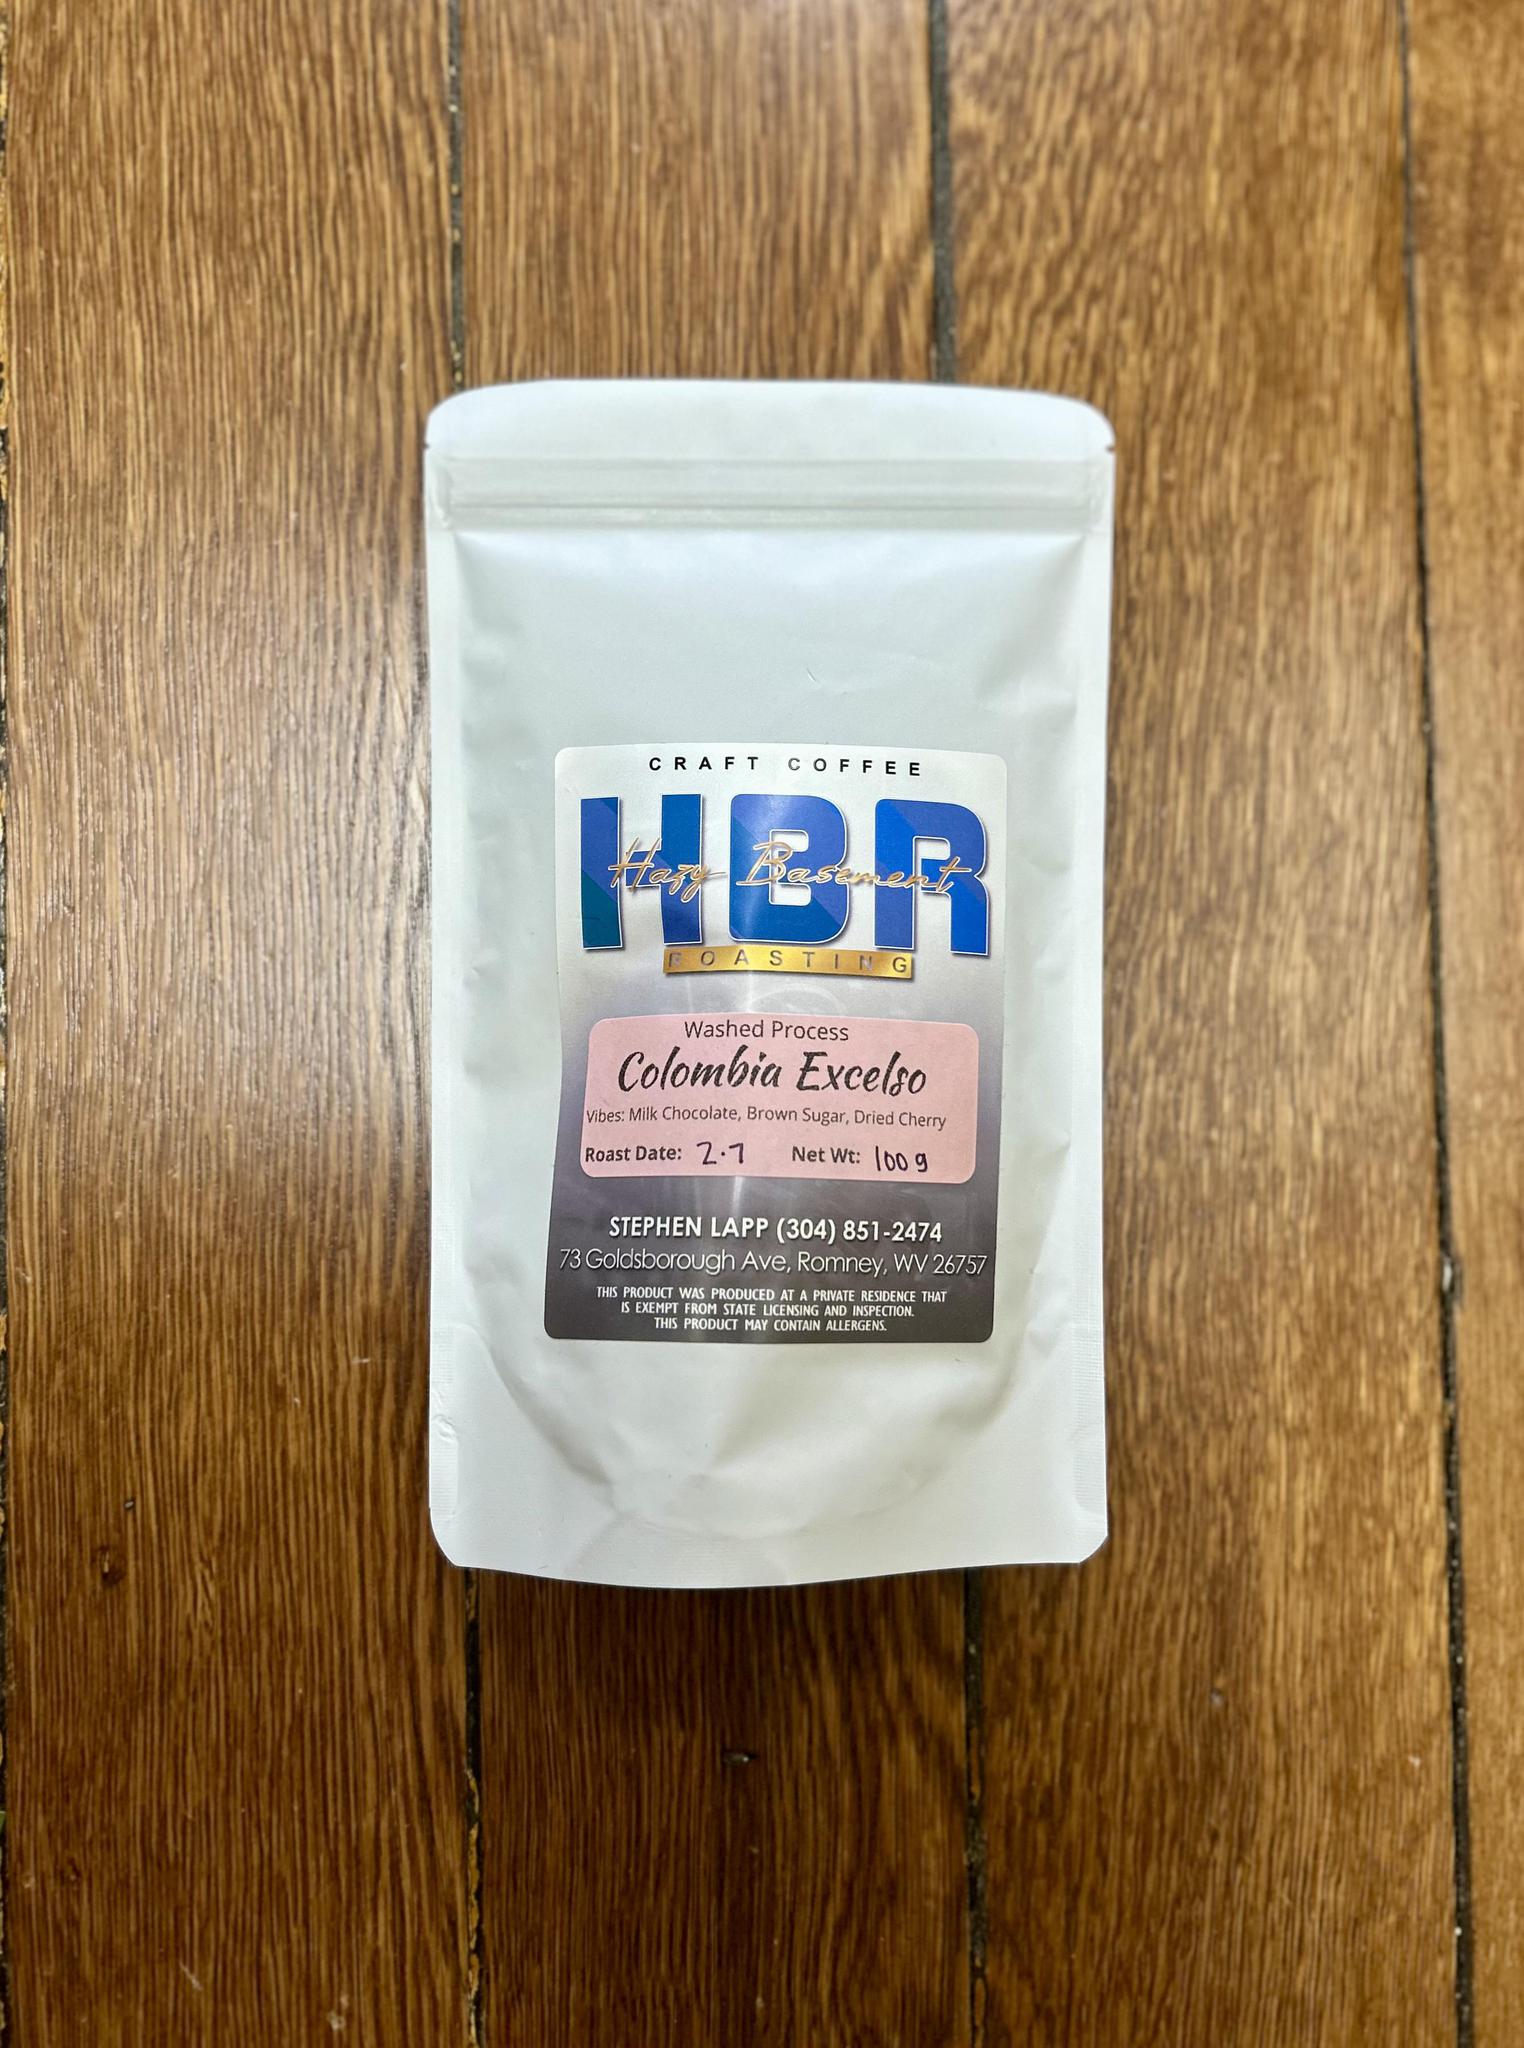 CRAFT COFFEE
HBR
Hazy Basement
ROASTING
Washed Process
Colombia Excelso
Vibes: Milk Chocolate, Brown Sugar, Dried Cherry
Roast Date: 2.7 Net Wt: 100g
STEPHEN LAPP (304) 851-2474
73 Goldsborough Ave, Romney, WV 26757
THIS PRODUCT WAS PRODUCED AT A PRIVATE RESIDENCE THAT
IS EXEMPT FROM STATE LICENSING AND INSPECTION.
THIS PRODUCT MAY CONTAIN ALLERGENS.